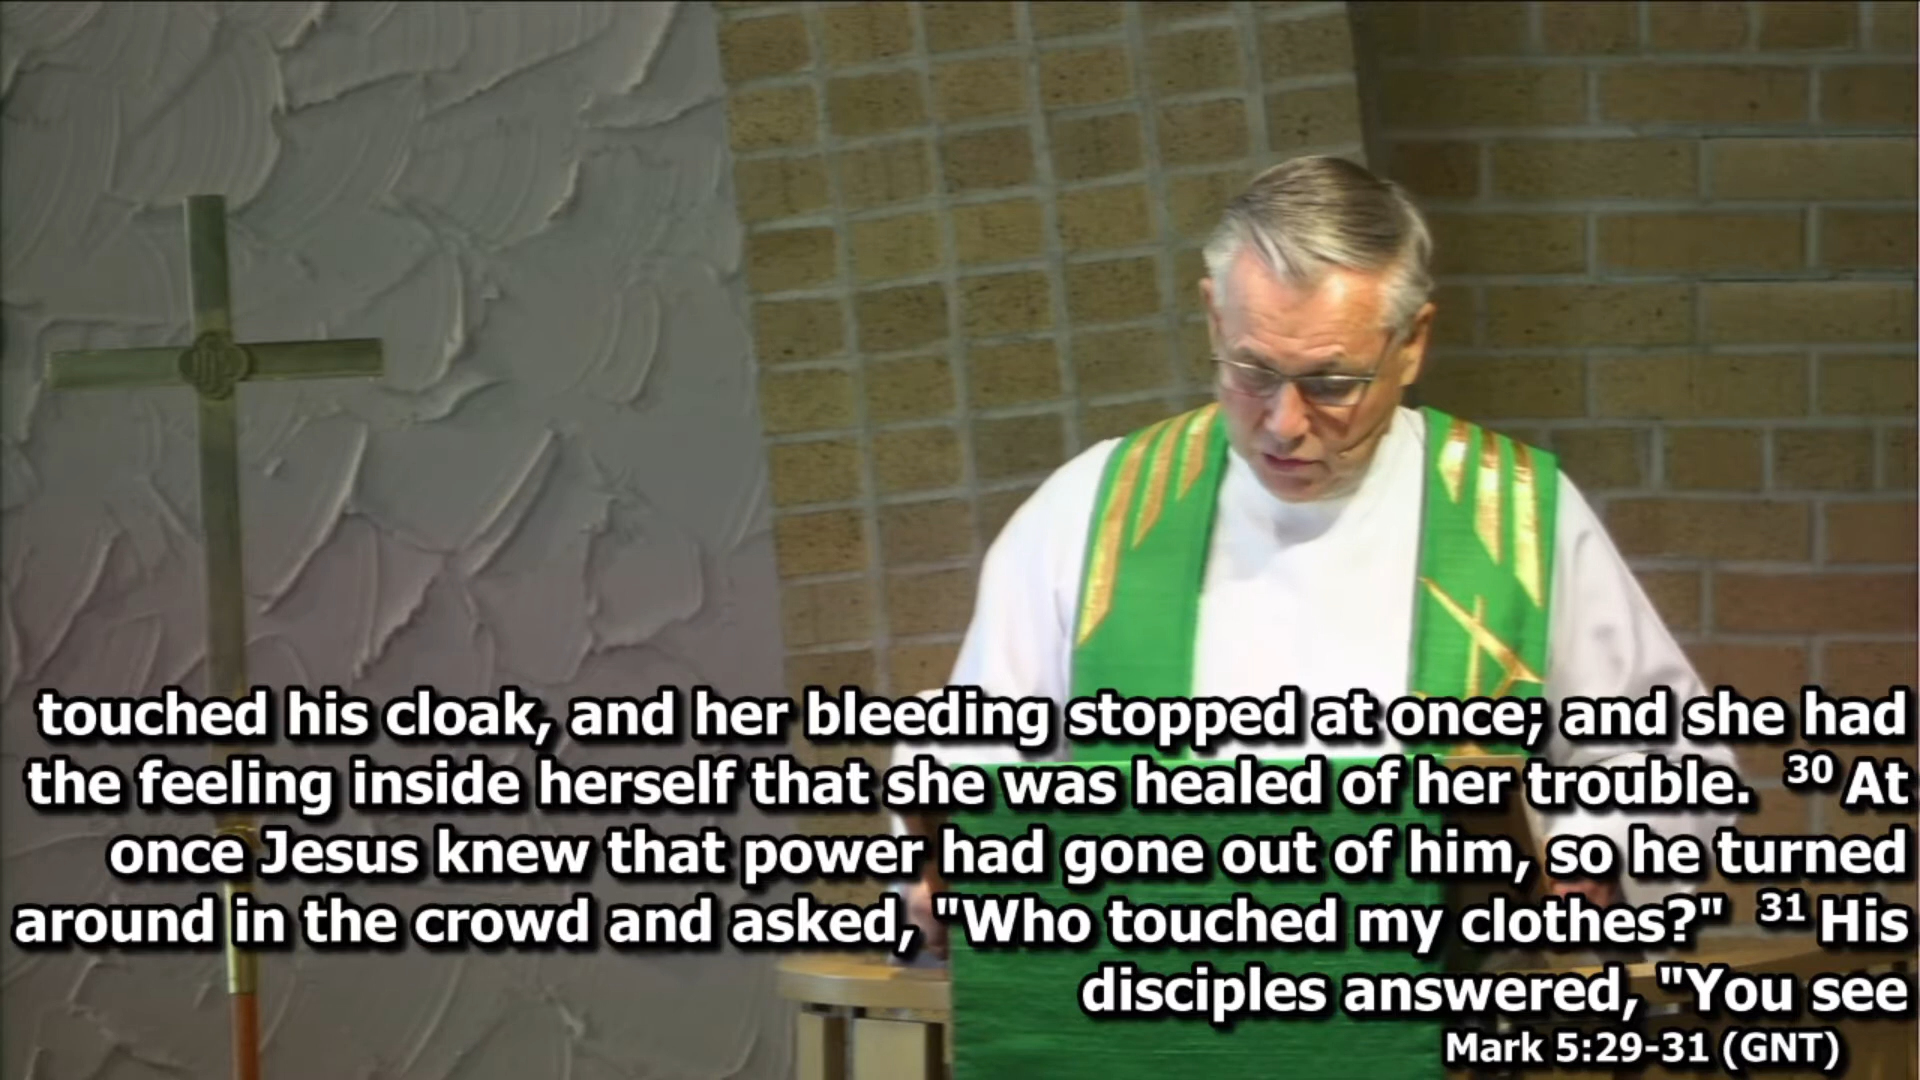 touched his cloak, and her bleeding stopped at once; and she had
the feeling inside herself that she was healed of her trouble. 30 At
once Jesus knew that power had gone out of him, so he turned
around in the crowd and asked, "Who touched my clothes?" 31 His
disciples answered, "You see
Mark 5:29-31 (GNT)